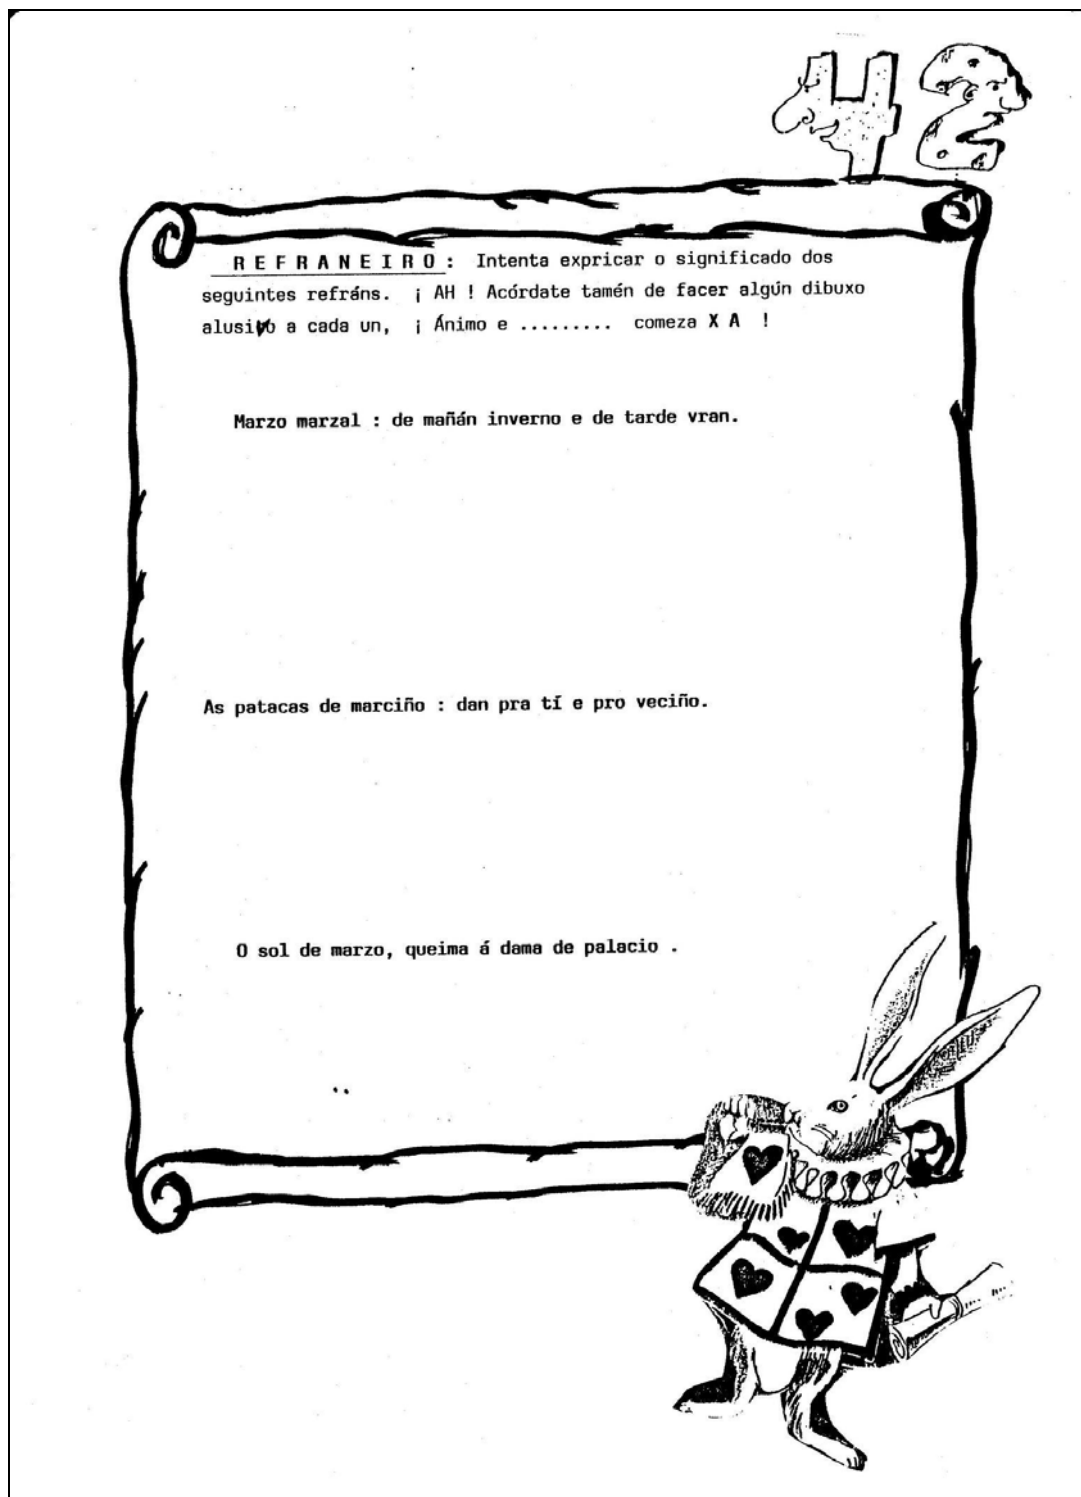 42
REFRANEIRO: Intenta expricar o significado dos
seguintes refráns. ¡ AH ! Acórdate tamén de facer algún dibuxo
alusivo a cada un, ¡ Ánimo e ......... comeza X A !
Marzo marzal : de mañán inverno e de tarde vran.
As patacas de marciño : dan pra tí e pro veciño.
O sol de marzo, queima á dama de palacio .